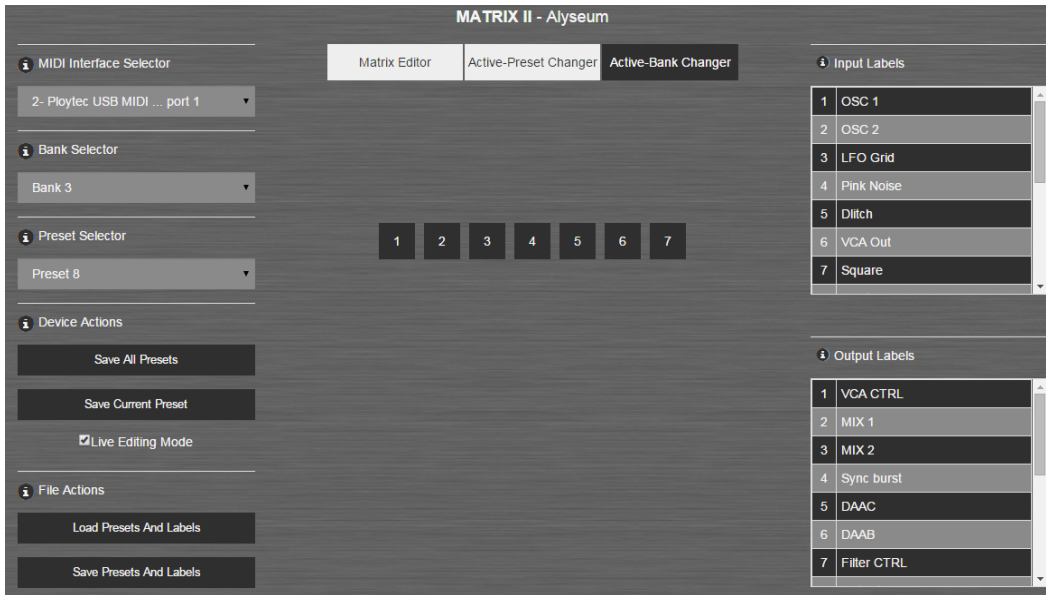 MATRIX II - Alyseum
MIDI Interface Selector
2- Ploytec USB MIDI ... port 1
Bank Selector
Bank 3
Preset Selector
Preset 8
Device Actions
Save All Presets
Save Current Preset
Live Editing Mode
File Actions
Load Presets And Labels
Save Presets And Labels
Matrix Editor
Active-Preset Changer
Active-Bank Changer
1 2 3 4 5 6 7
Input Labels
1 OSC 1
2 OSC 2
3 LFO Grid
4 Pink Noise
5 Dlitch
6 VCA Out
7 Square
Output Labels
1 VCA CTRL
2 MIX 1
3 MIX 2
4 Sync burst
5 DAAC
6 DAAB
7 Filter CTRL